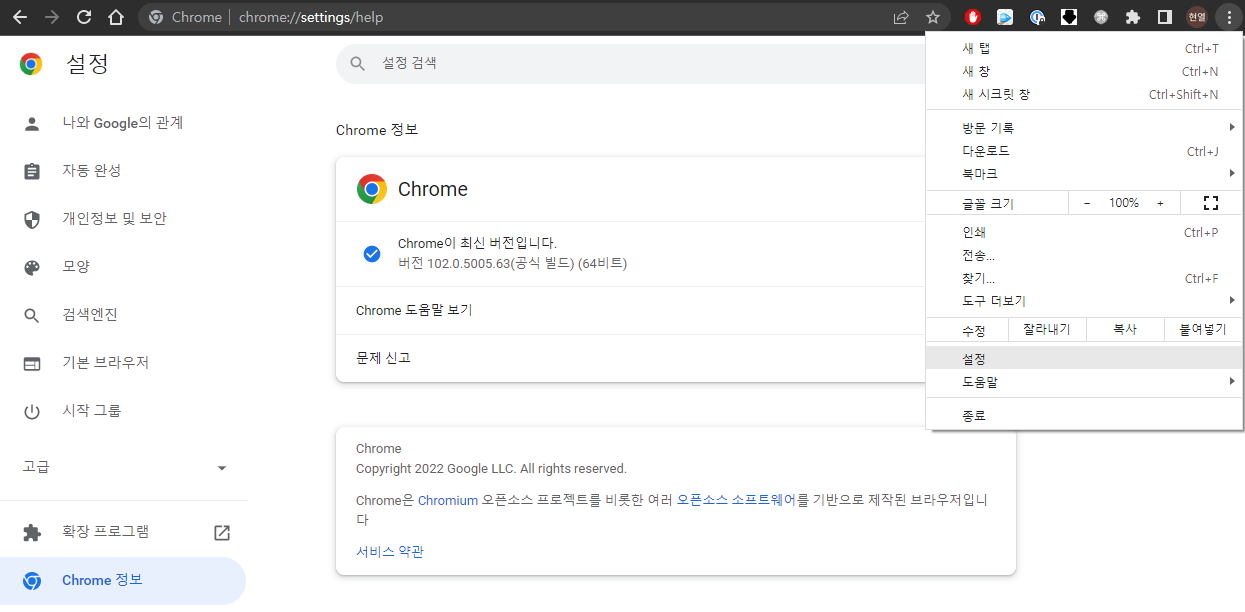 Chrome | chrome://settings/help
현열
설정
설정 검색
나와 Google의 관계
자동 완성
개인정보 및 보안
모양
검색엔진
기본 브라우저
시작 그룹
고급
확장 프로그램
Chrome 정보
Chrome 정보
Chrome
Chrome이 최신 버전입니다.
버전 102.0.5005.63(공식 빌드) (64비트)
Chrome 도움말 보기
문제 신고
Chrome
Copyright 2022 Google LLC. All rights reserved.
Chrome은 Chromium 오픈소스 프로젝트를 비롯한 여러 오픈소스 소프트웨어를 기반으로 제작된 브라우저입니
다
서비스 약관
새 탭 Ctrl+T
새 창 Ctrl+N
새 시크릿 창 Ctrl+Shift+N
방문 기록
다운로드 Ctrl+J
북마크
글꼴 크기 - 100% +
인쇄 Ctrl+P
전송...
찾기... Ctrl+F
도구 더보기
수정 잘라내기 복사 붙여넣기
설정
도움말
종료